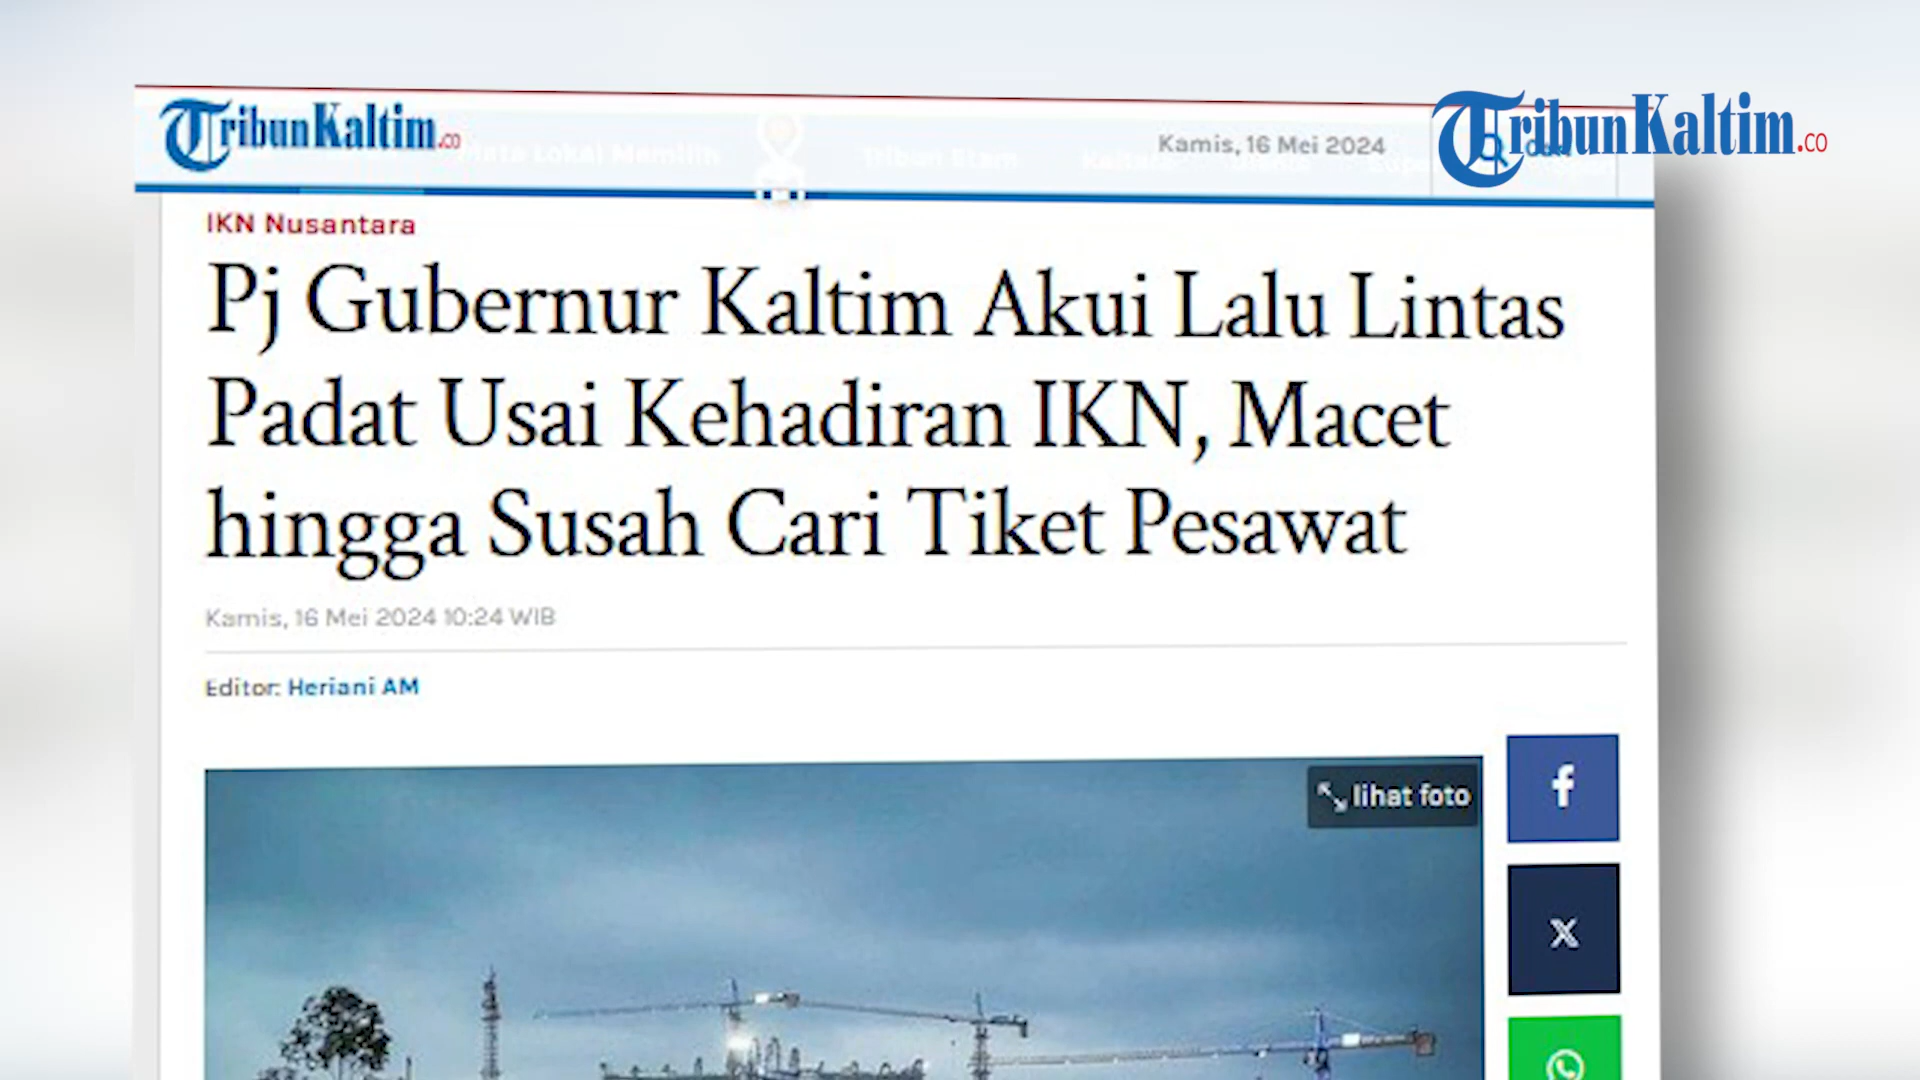 TribunKaltim.co
Kamis, 16 Mei 2024
TribunKaltim.co
IKN Nusantara
Pj Gubernur Kaltim Akui Lalu Lintas
Padat Usai Kehadiran IKN, Macet
hingga Susah Cari Tiket Pesawat
Kamis, 16 Mei 2024 10:24 WIB
Editor: Heriani AM
lihat foto